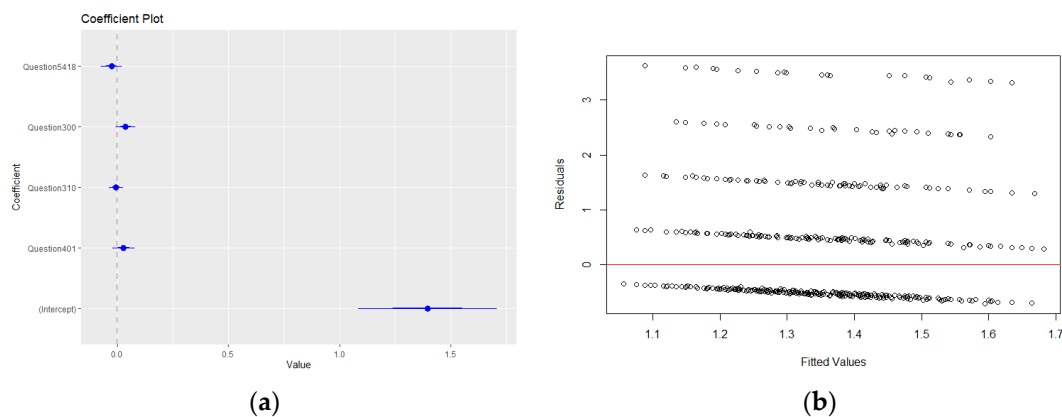 Coefficient Plot
Coefficient
Question5418
Question300
Question310
Question401
(Intercept)
0.0 0.5 1.0 1.5
Value
(a)
Residuals
3
2
1
0
1.1 1.2 1.3 1.4 1.5 1.6 1.7
Fitted Values
(b)